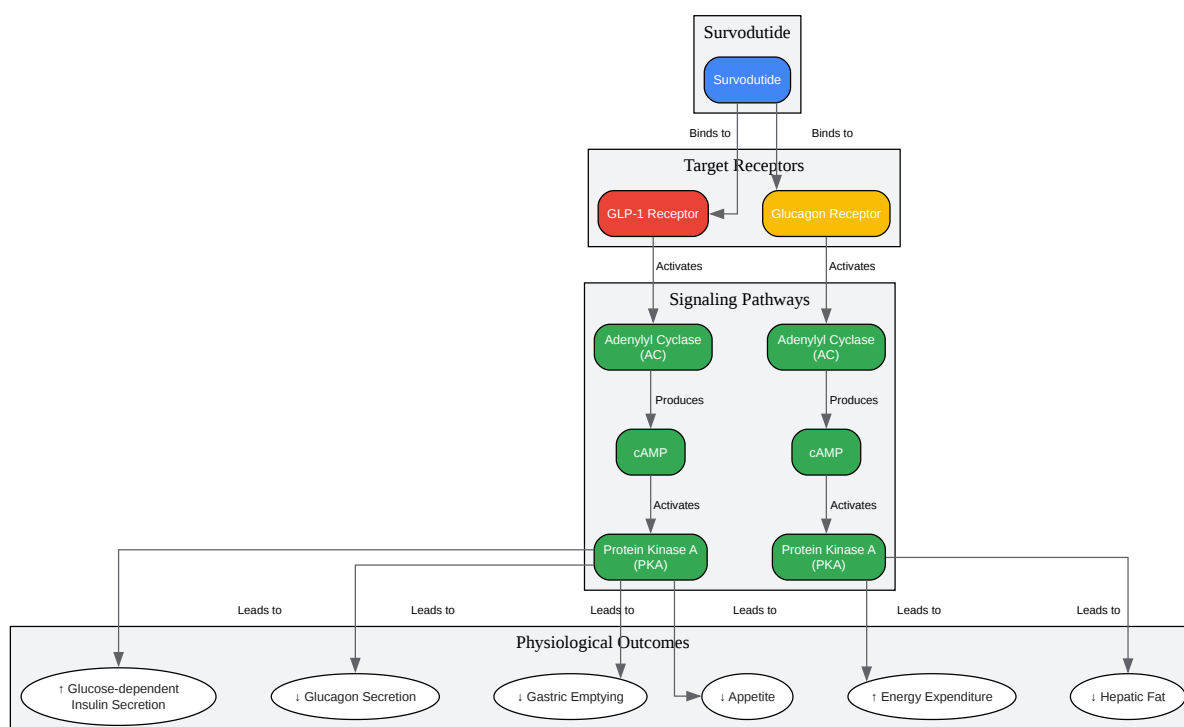 Survodutide
Survodutide
Binds to
Binds to
Target Receptors
GLP-1 Receptor
Glucagon Receptor
Activates
Activates
Signaling Pathways
Adenylyl Cyclase
(AC)
Adenylyl Cyclase
(AC)
Produces
Produces
cAMP
cAMP
Activates
Activates
Protein Kinase A
(PKA)
Protein Kinase A
(PKA)
Leads to
Leads to
Leads to
Leads to
Leads to
Leads to
Physiological Outcomes
↑ Glucose-dependent
Insulin Secretion
↓ Glucagon Secretion
↓ Gastric Emptying
↓ Appetite
↑ Energy Expenditure
↓ Hepatic Fat